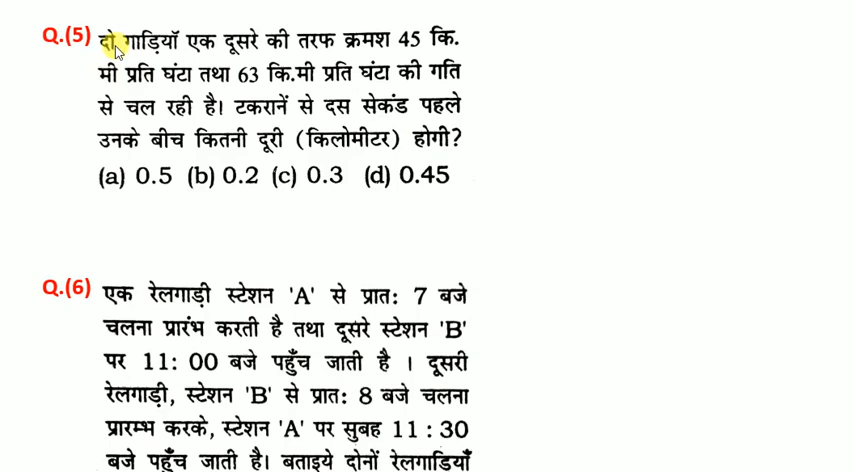 Q.(5) दो गाड़ियाँ एक दूसरे की तरफ क्रमश 45 कि.
मी प्रति घंटा तथा 63 कि.मी प्रति घंटा की गति
से चल रही है। टकरानें से दस सेकंड पहले
उनके बीच कितनी दूरी (किलोमीटर) होगी?
(a) 0.5 (b) 0.2 (c) 0.3 (d) 0.45
Q.(6) एक रेलगाड़ी स्टेशन 'A' से प्रात: 7 बजे
चलना प्रारंभ करती है तथा दूसरे स्टेशन 'B'
पर 11: 00 बजे पहुँच जाती है । दूसरी
रेलगाड़ी, स्टेशन 'B' से प्रात: 8 बजे चलना
प्रारम्भ करके, स्टेशन 'A' पर सुबह 11 : 30
बजे पहुँच जाती है। बताइये दोनों रेलगाड़ियाँ